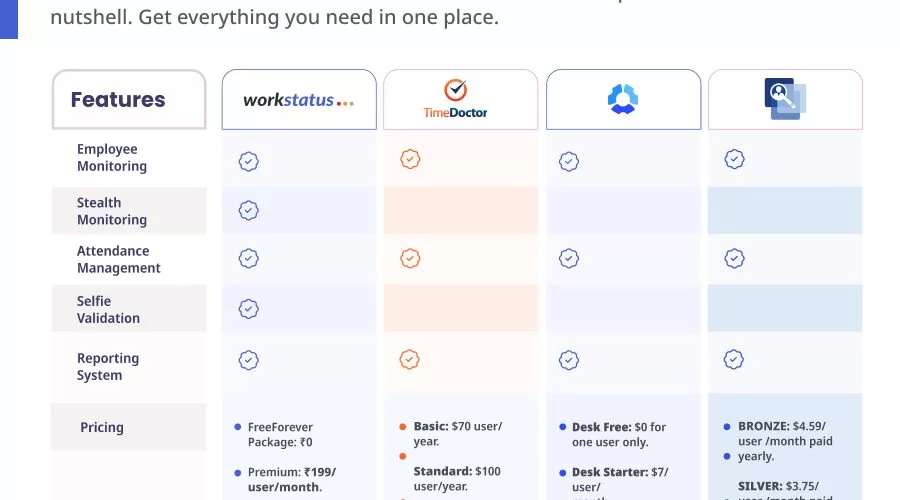 nutshell. Get everything you need in one place.
Features
workstatus
TimeDoctor
Employee
Monitoring
Stealth
Monitoring
Attendance
Management
Selfie
Validation
Reporting
System
Pricing
FreeForever
Package: ₹0
Premium: ₹199/
user/month.
Basic: $70 user/
year.
Standard: $100
user/year.
Desk Free: $0 for
one user only.
Desk Starter: $7/
user/
BRONZE: $4.59/
user /month paid
yearly.
SILVER: $3.75/
user /month paid